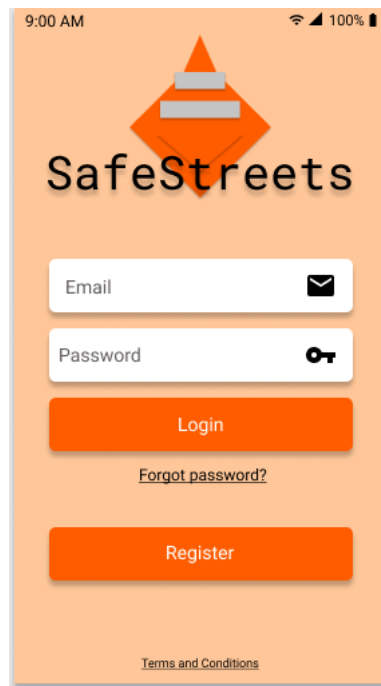 9:00 AM 100%
SafeStreets
Email
Password
Login
Forgot password?
Register
Terms and Conditions